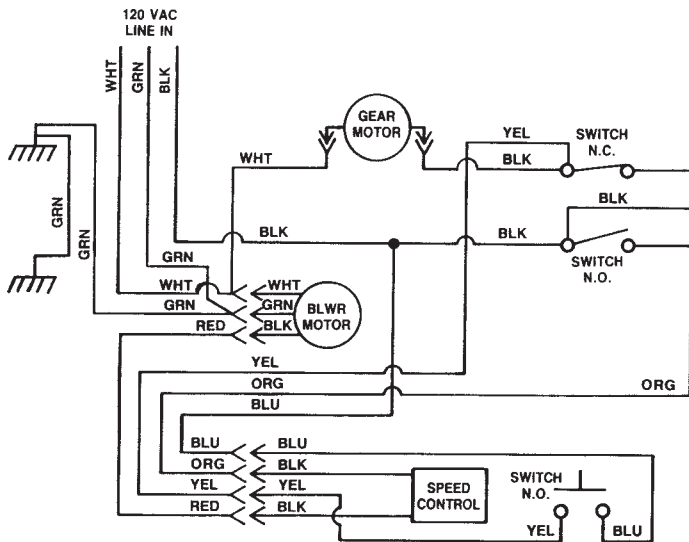 120 VAC
LINE IN
WHT
GRN
BLK
GEAR
MOTOR
YEL
SWITCH
N.C.
WHT
BLK
BLK
GRN
GRN
BLK
BLK
SWITCH
N.O.
GRN
WHT
WHT
GRN
GRN
BLWR
MOTOR
RED
BLK
YEL
ORG
ORG
BLU
BLU
BLU
ORG
BLK
YEL
YEL
SPEED
CONTROL
SWITCH
N.O.
RED
BLK
YEL
BLU